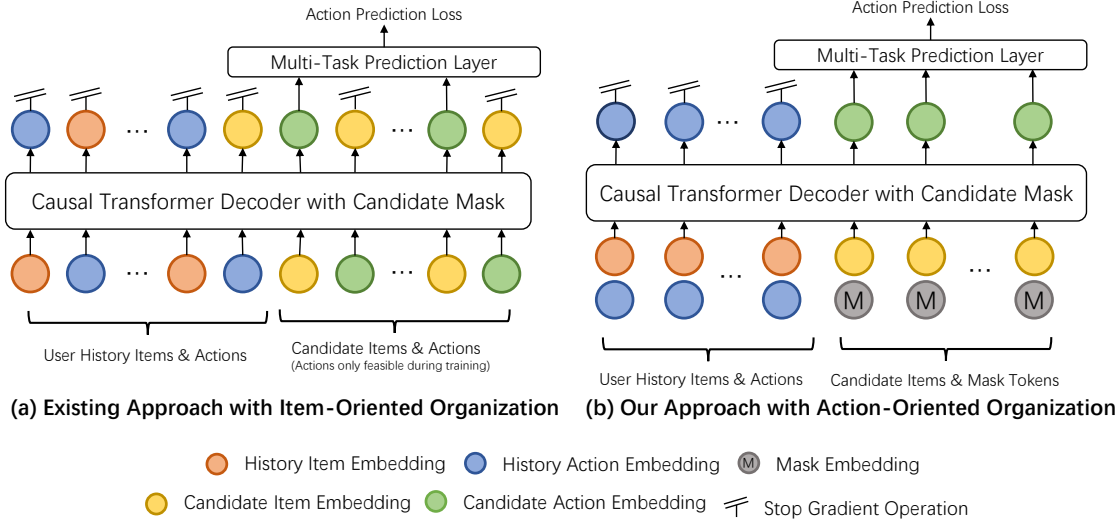 Action Prediction Loss
Multi-Task Prediction Layer
...
...
Causal Transformer Decoder with Candidate Mask
...
...
User History Items & Actions
Candidate Items & Actions
(Actions only feasible during training)
(a) Existing Approach with Item-Oriented Organization
Action Prediction Loss
Multi-Task Prediction Layer
...
Causal Transformer Decoder with Candidate Mask
...
...
M M M
User History Items & Actions
Candidate Items & Mask Tokens
(b) Our Approach with Action-Oriented Organization
History Item Embedding
History Action Embedding
M Mask Embedding
Candidate Item Embedding
Candidate Action Embedding
Stop Gradient Operation